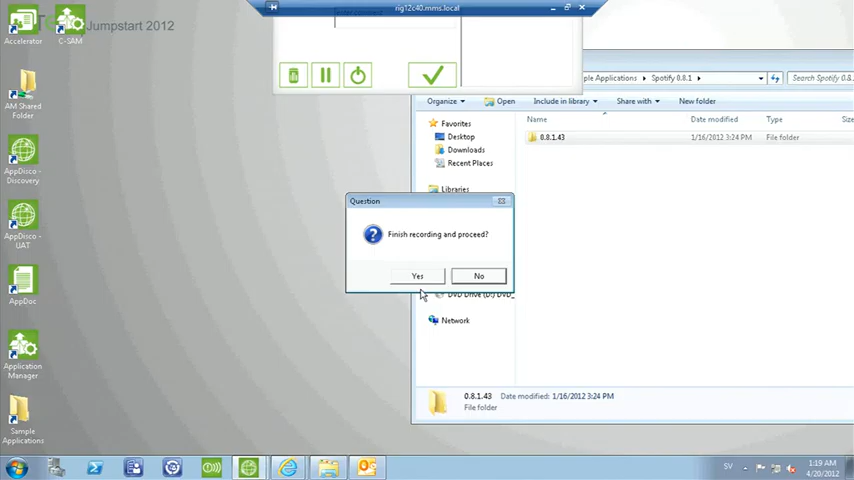 rig12c40.mms.local
Jumpstart 2012
Accelerator
C-SAM
AM Shared
Folder
AppDisco -
Discovery
AppDisco -
UAT
AppDoc
Application
Manager
Sample
Applications
ple Applications ▸ Spotify 0.8.1 ▸
Search Spotify 0.8.1
Organize ▾
Open
Include in library ▾
Share with ▾
New folder
Name
Date modified
Type
Size
Favorites
Desktop
Downloads
Recent Places
Libraries
0.8.1.43
1/16/2012 3:24 PM
File folder
Question
Finish recording and proceed?
Yes
No
DVD Drive (D:) DVD_
Network
0.8.1.43 Date modified: 1/16/2012 3:24 PM
File folder
SV
1:19 AM
4/20/2012